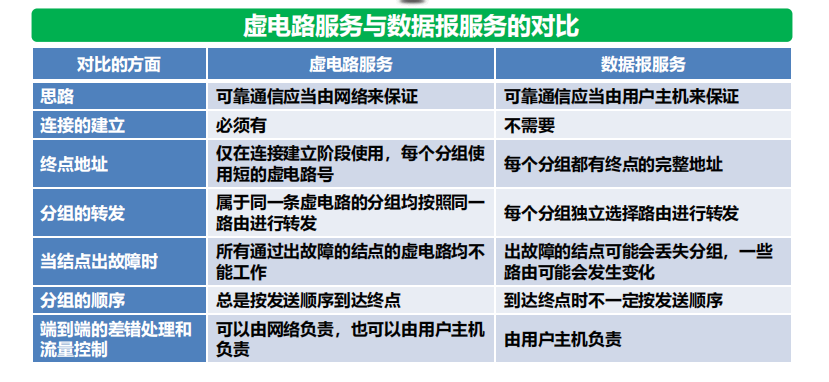 虚电路服务与数据报服务的对比
对比的方面 虚电路服务 数据报服务
思路 可靠通信应当由网络来保证 可靠通信应当由用户主机来保证
连接的建立 必须有 不需要
终点地址 仅在连接建立阶段使用，每个分组使
用短的虚电路号 每个分组都有终点的完整地址
分组的转发 属于同一条虚电路的分组均按照同一
路由进行转发 每个分组独立选择路由进行转发
当结点出故障时 所有通过出故障的结点的虚电路均不
能工作 出故障的结点可能会丢失分组，一些
路由可能会发生变化
分组的顺序 总是按发送顺序到达终点 到达终点时不一定按发送顺序
端到端的差错处理和
流量控制 可以由网络负责，也可以由用户主机
负责 由用户主机负责